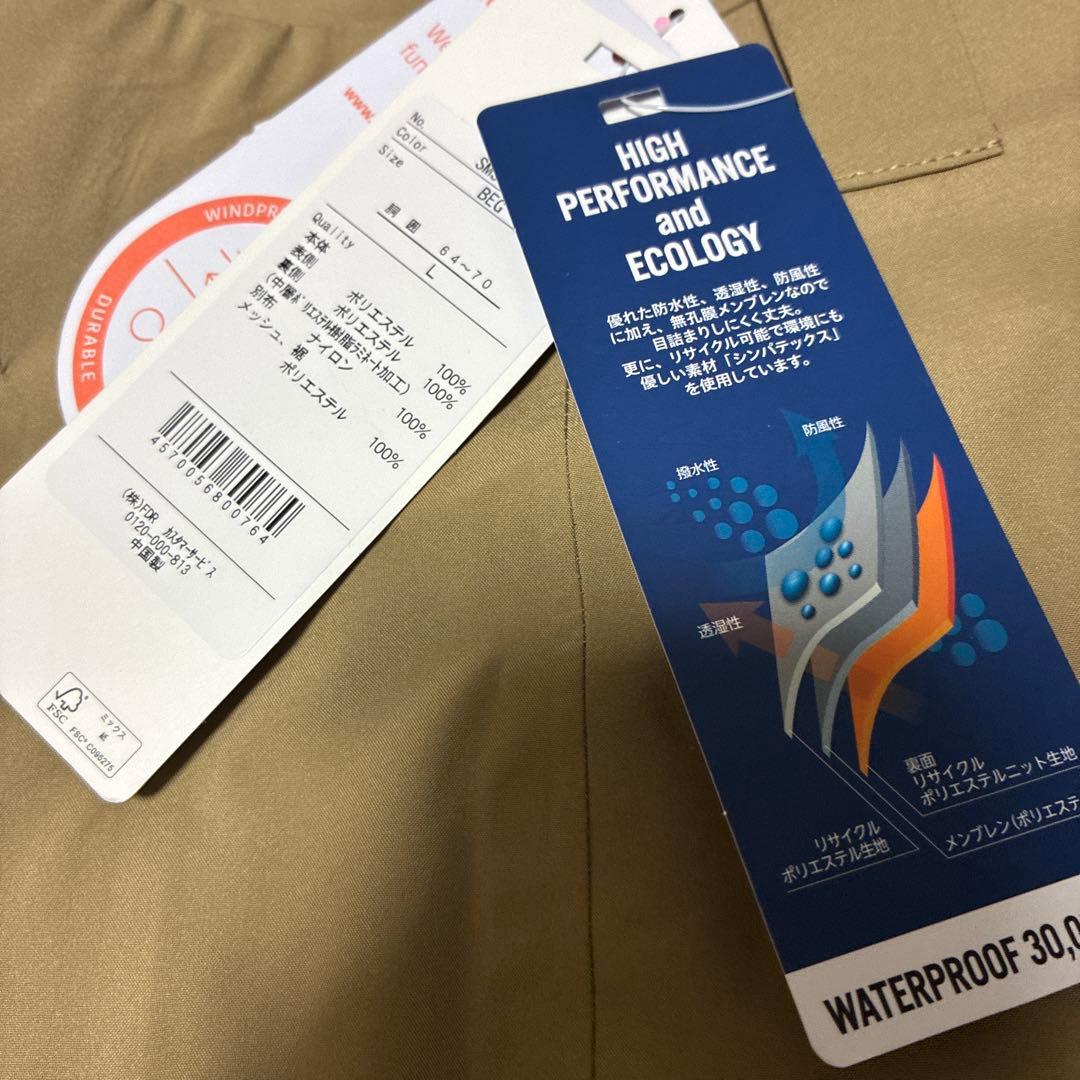 We
fun
www.
WINDPR
DURABLE
No.
Color
Size
SMS
BEG
胴囲 64～70
L
Quality
本体
表側 ポリエステル 100%
裏側 ポリエステル 100%
(中層ﾎﾟﾘｴｽﾃﾙ樹脂ﾗﾐﾈｰﾄ加工)
別布 ナイロン 100%
メッシュ、裾
ポリエステル 100%
4570056800764
(株)FDR ｶｽﾀﾏｰｻｰﾋﾞｽ
0120-000-813
中国製
FSC
ミックス
紙
FSC® C095275
HIGH
PERFORMANCE
and
ECOLOGY
優れた防水性、透湿性、防風性
に加え、無孔膜メンブレンなので
目詰まりしにくく丈夫。
更に、リサイクル可能で環境にも
優しい素材「シンパテックス」
を使用しています。
防風性
撥水性
透湿性
裏面
リサイクル
ポリエステルニット生地
メンブレン(ポリエステ
リサイクル
ポリエステル生地
WATERPROOF 30,0